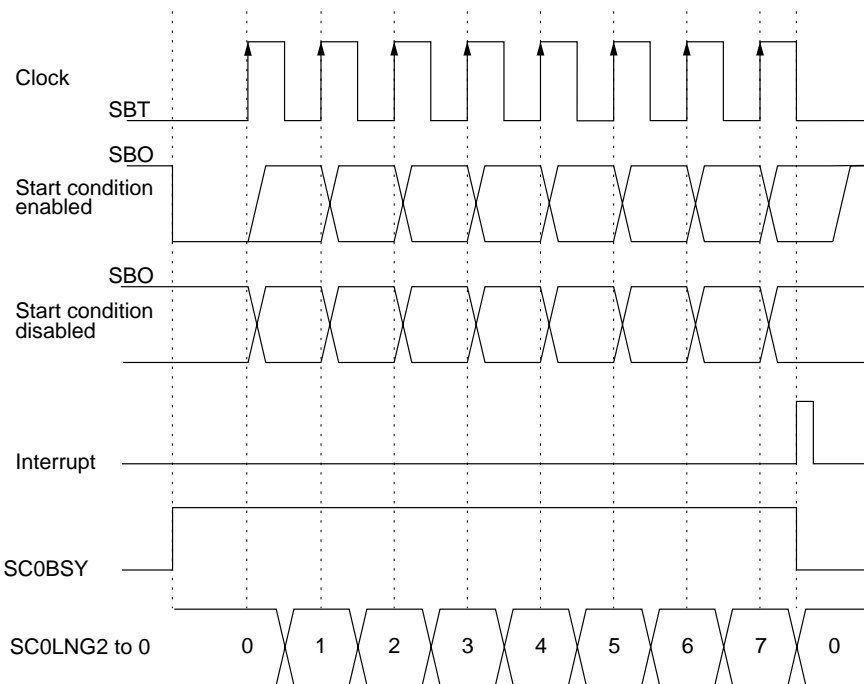 Clock
SBT
SBO
Start condition
enabled
SBO
Start condition
disabled
Interrupt
SC0BSY
SC0LNG2 to 0 0 1 2 3 4 5 6 7 0